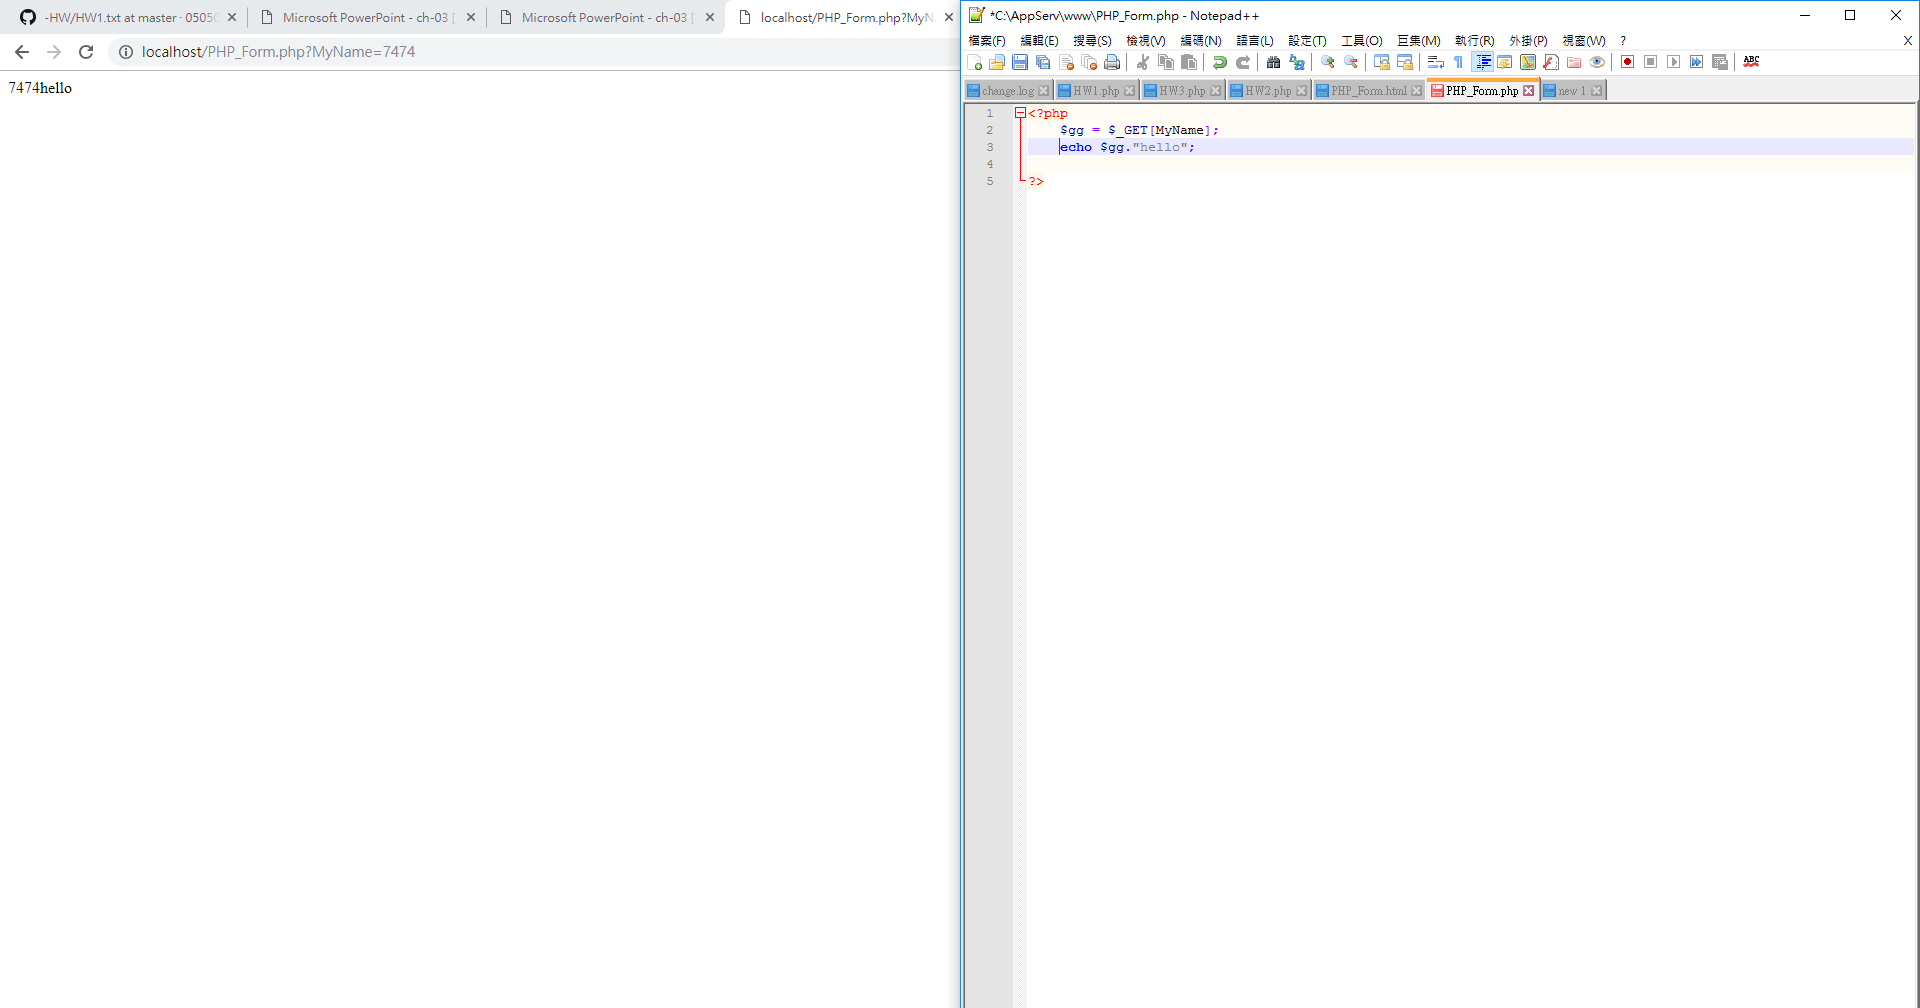 -HW/HW1.txt at master · 0505
Microsoft PowerPoint - ch-03 [
Microsoft PowerPoint - ch-03 [
localhost/PHP_Form.php?MyN
localhost/PHP_Form.php?MyName=7474
7474hello
*C:\AppServ\www\PHP_Form.php - Notepad++
檔案(F) 編輯(E) 搜尋(S) 檢視(V) 編碼(N) 語言(L) 設定(T) 工具(O) 巨集(M) 執行(R) 外掛(P) 視窗(W) ? X
ABC
change.log HW1.php HW3.php HW2.php PHP_Form.html PHP_Form.php new 1
1 <?php
2 $gg = $_GET[MyName];
3 echo $gg."hello";
4
5 ?>